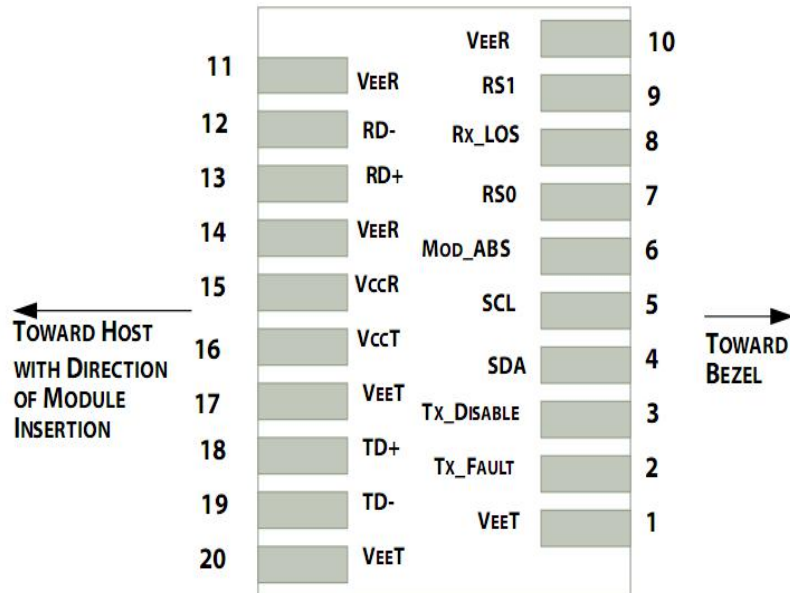 11 VEER
12 RD-
13 RD+
14 VEER
15 VCCR
16 VCCT
17 VEET
18 TD+
19 TD-
20 VEET
TOWARD HOST
WITH DIRECTION
OF MODULE
INSERTION
VEER 10
RS1 9
RX_LOS 8
RS0 7
MOD_ABS 6
SCL 5
SDA 4
TX_DISABLE 3
TX_FAULT 2
VEET 1
TOWARD
BEZEL